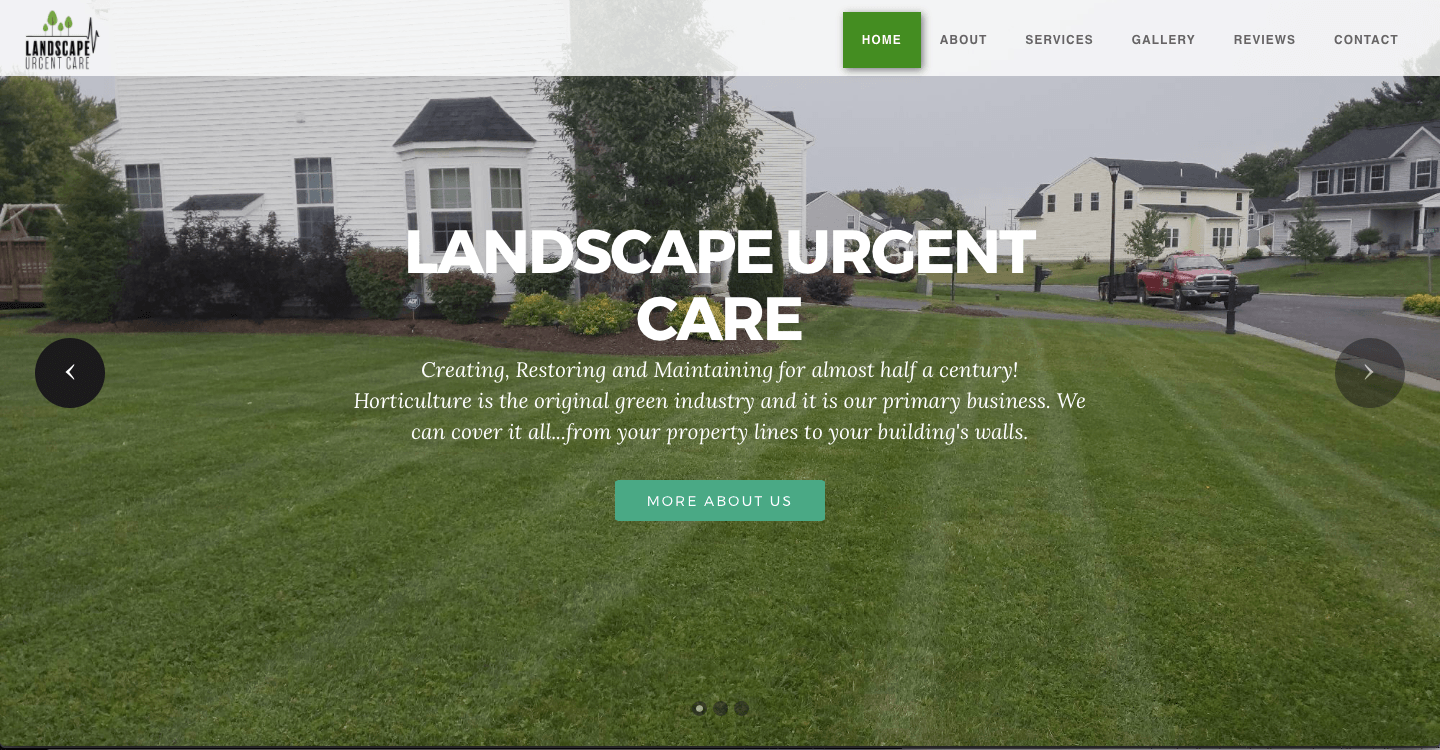 LANDSCAPE
URGENT CARE
HOME
ABOUT
SERVICES
GALLERY
REVIEWS
CONTACT
LANDSCAPE URGENT
CARE
Creating, Restoring and Maintaining for almost half a century!
Horticulture is the original green industry and it is our primary business. We
can cover it all...from your property lines to your building's walls.
ADT
MORE ABOUT US